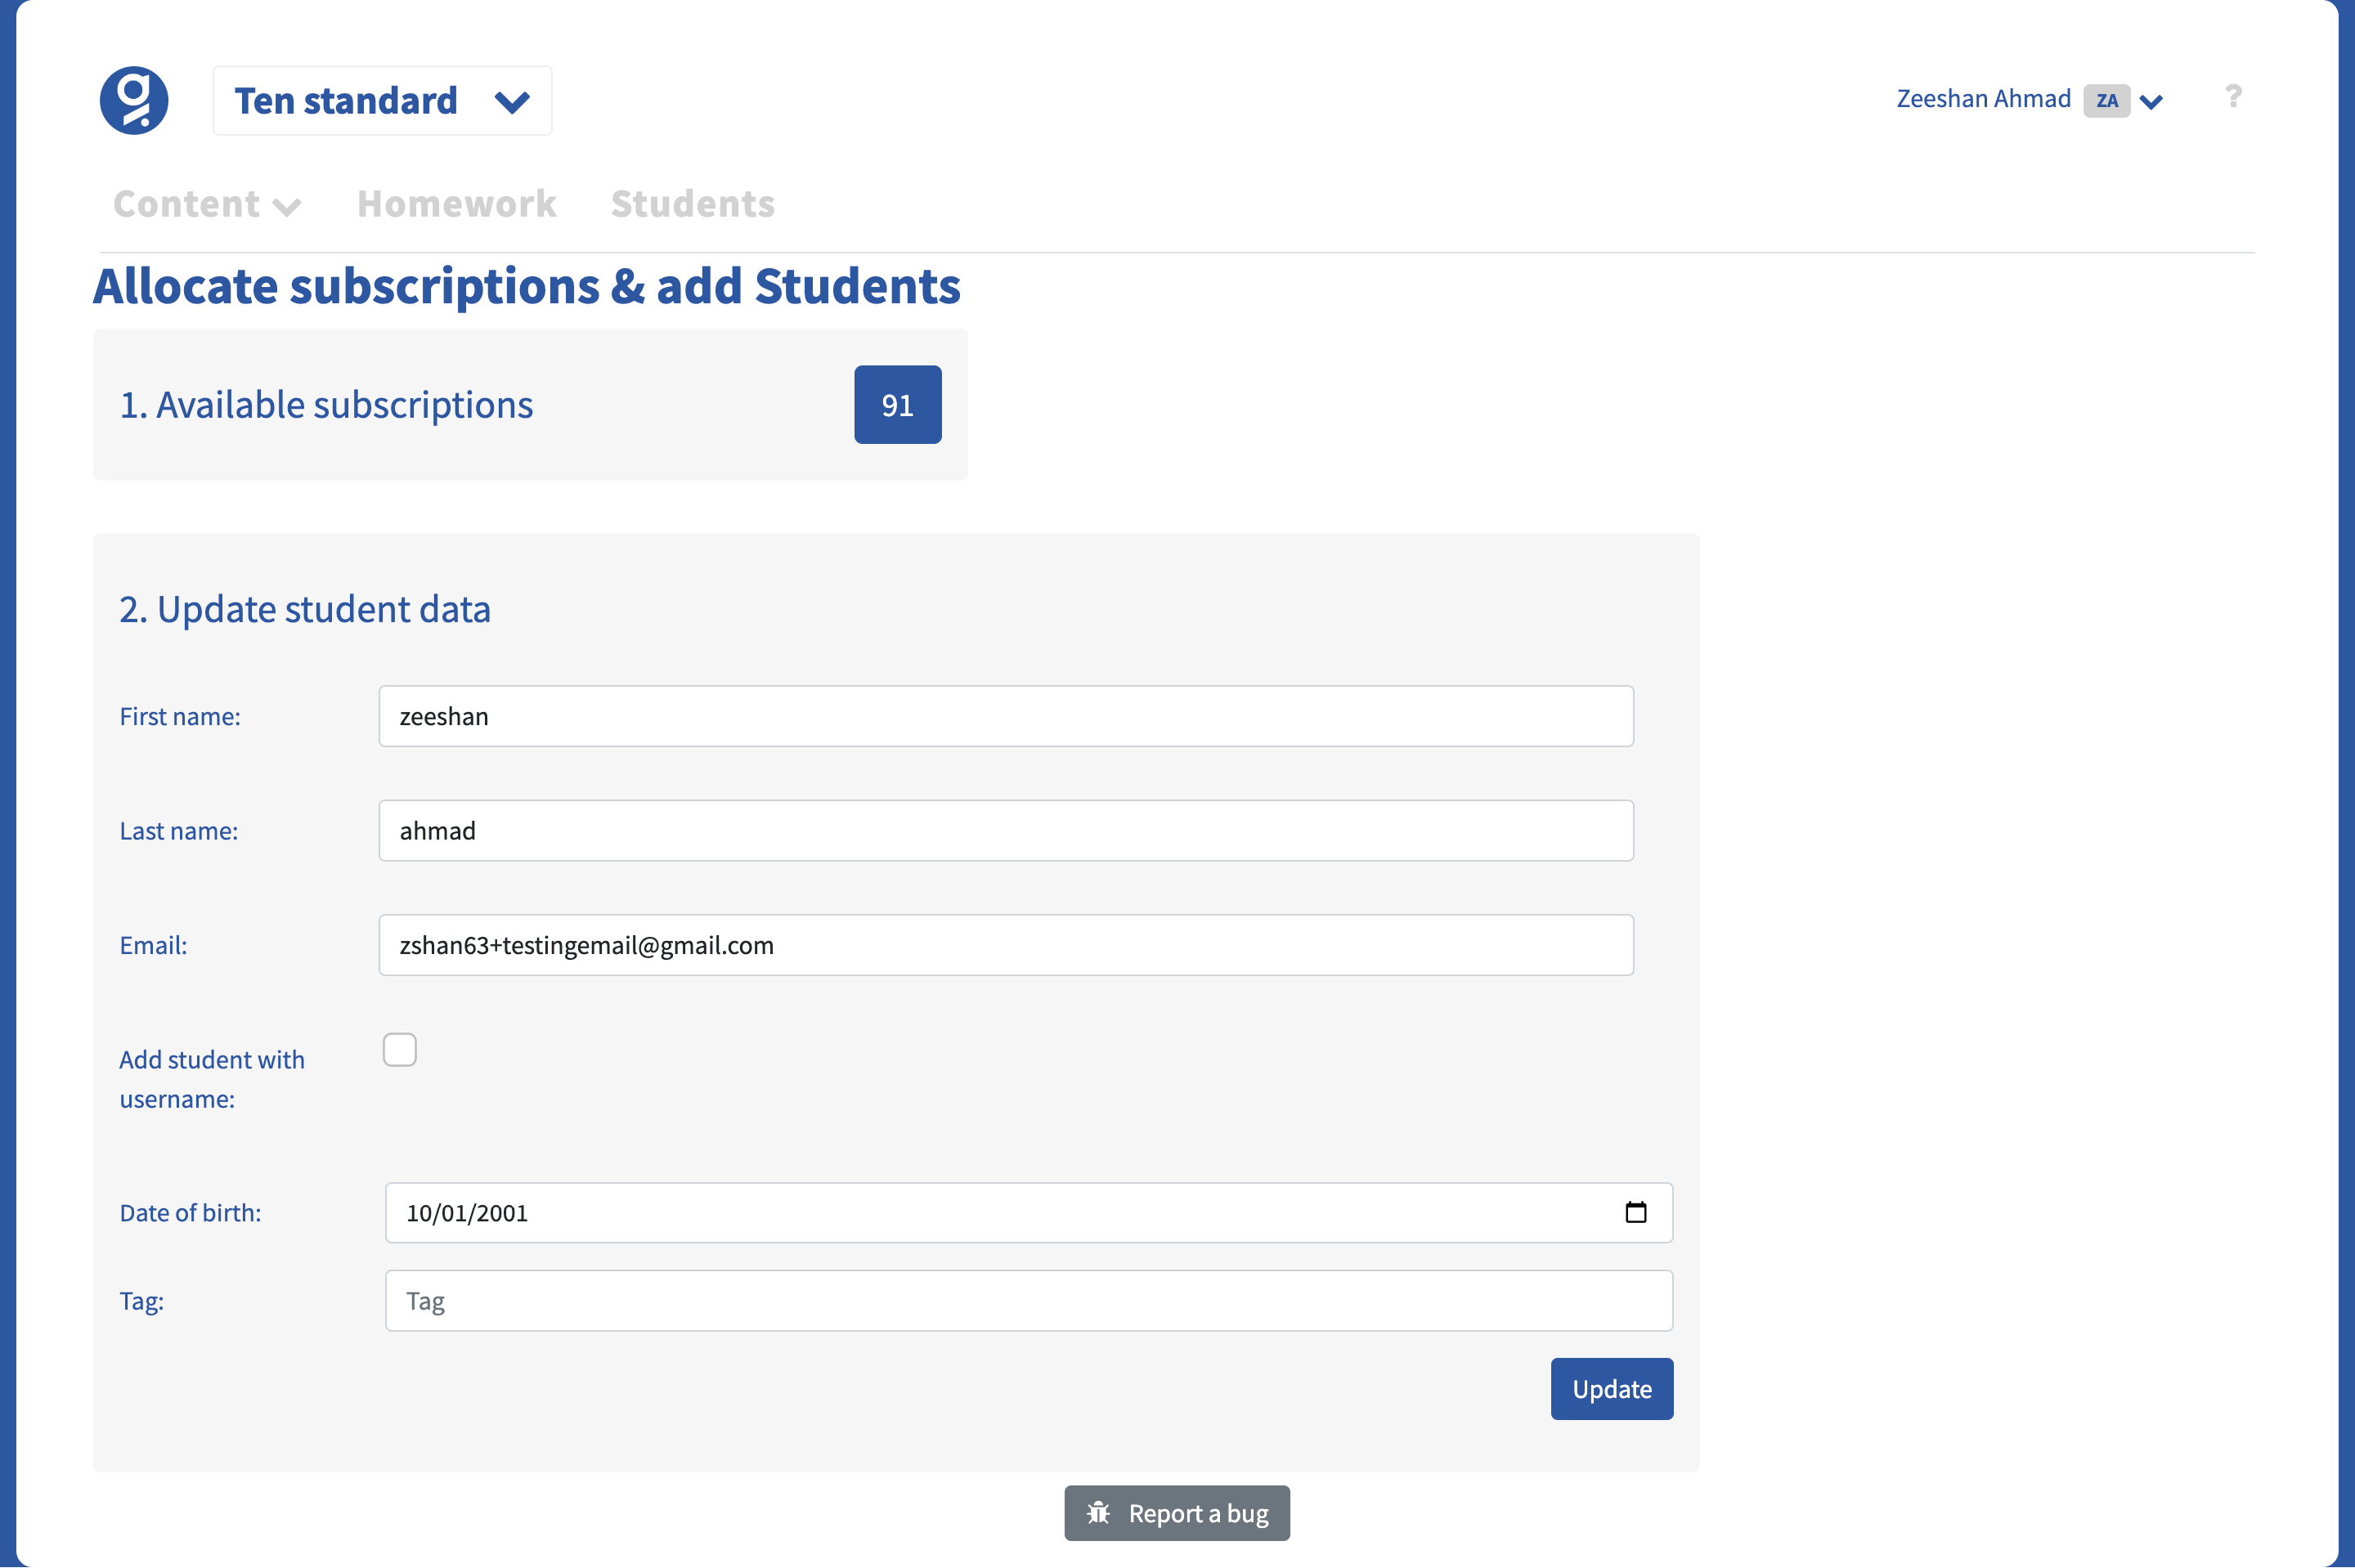 g
Ten standard
Zeeshan Ahmad ZA ?
Content Homework Students
Allocate subscriptions & add Students
1. Available subscriptions 91
2. Update student data
First name: zeeshan
Last name: ahmad
Email: zshan63+testingemail@gmail.com
Add student with
username:
Date of birth: 10/01/2001
Tag: Tag
Update
Report a bug